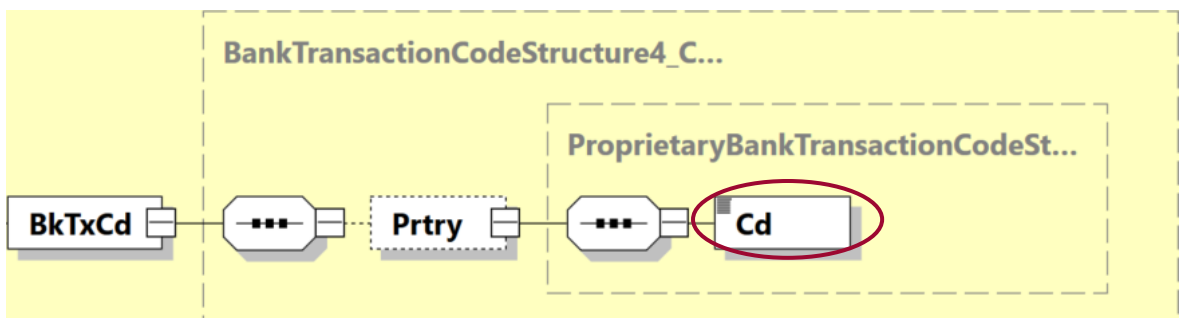 BankTransactionCodeStructure4_C...
ProprietaryBankTransactionCodeSt...
BkTxCd
Prtry
Cd